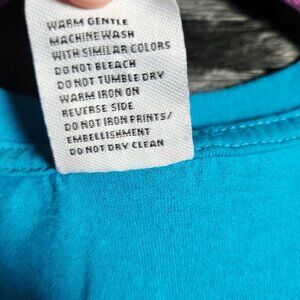 WARM GENTLE
MACHINE WASH
WITH SIMILAR COLORS
DO NOT BLEACH
DO NOT TUMBLE DRY
WARM IRON ON
REVERSE SIDE
DO NOT IRON PRINTS/
EMBELLISHMENT
DO NOT DRY CLEAN